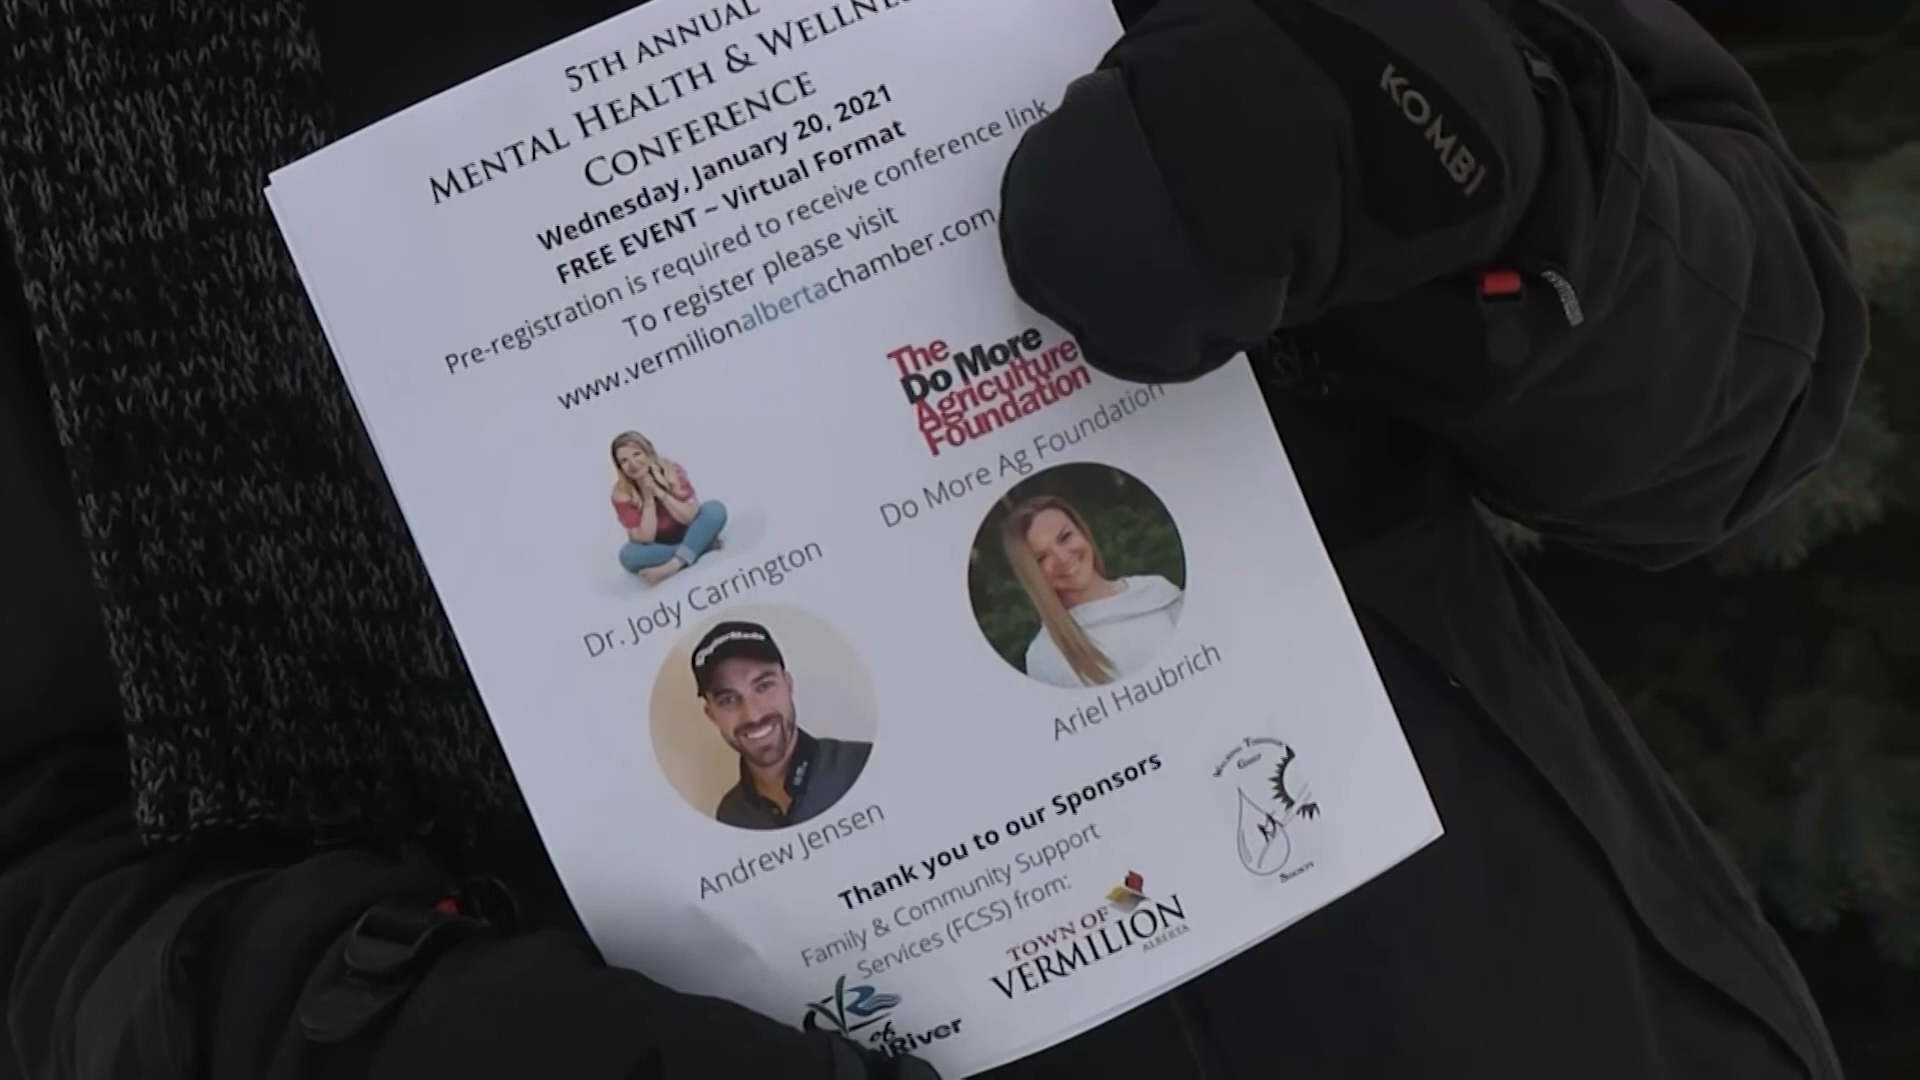 5TH ANNUAL
MENTAL HEALTH & WELLNE
CONFERENCE
Wednesday, January 20, 2021
FREE EVENT ~ Virtual Format
Pre-registration is required to receive conference link
To register please visit
www.vermilionalbertachamber.com
The
Do More
Agriculture
Foundation
Do More Ag Foundation
Dr. Jody Carrington
Ariel Haubrich
Andrew Jensen
Thank you to our Sponsors
Family & Community Support
Services (FCSS) from:
TOWN OF
VERMILION
ALBERTA
of
River
Society
KOMBI